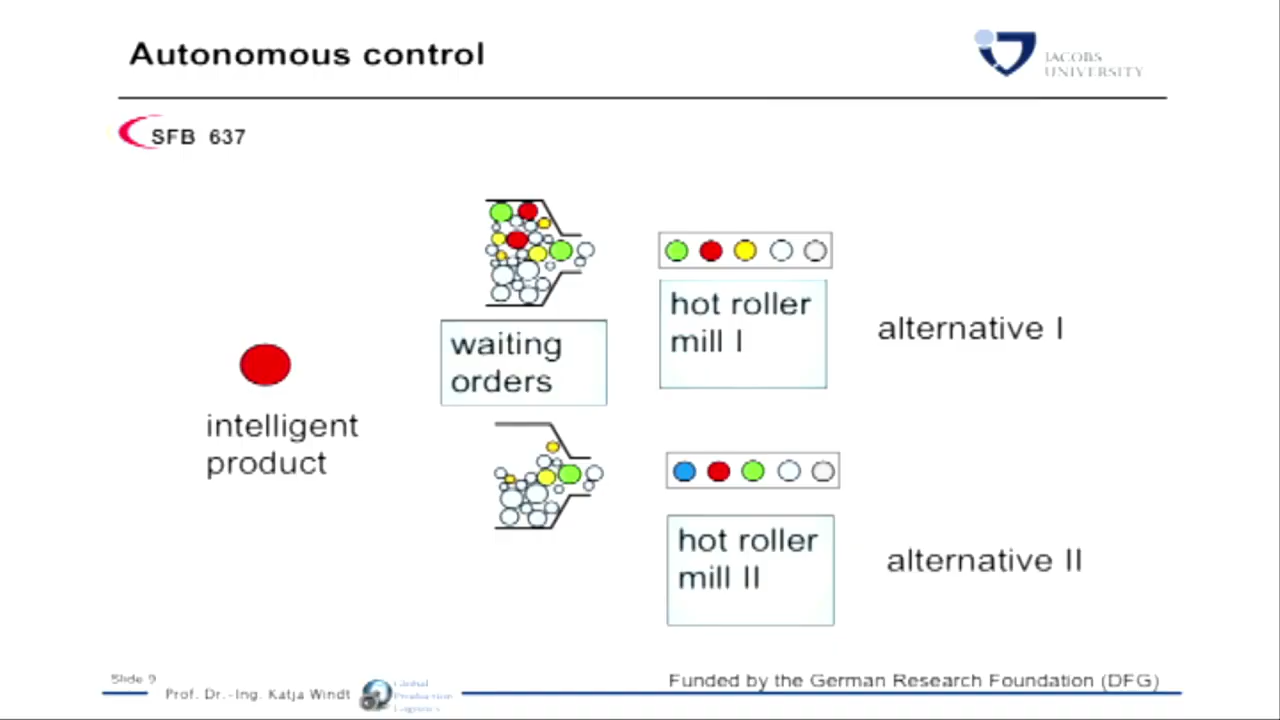 Autonomous control
JACOBS
UNIVERSITY
SFB 637
hot roller
mill I
alternative I
waiting
orders
intelligent
product
hot roller
mill II
alternative II
Slide 9
Prof. Dr.-Ing. Katja Windt
Global
Production
Logistics
Funded by the German Research Foundation (DFG)